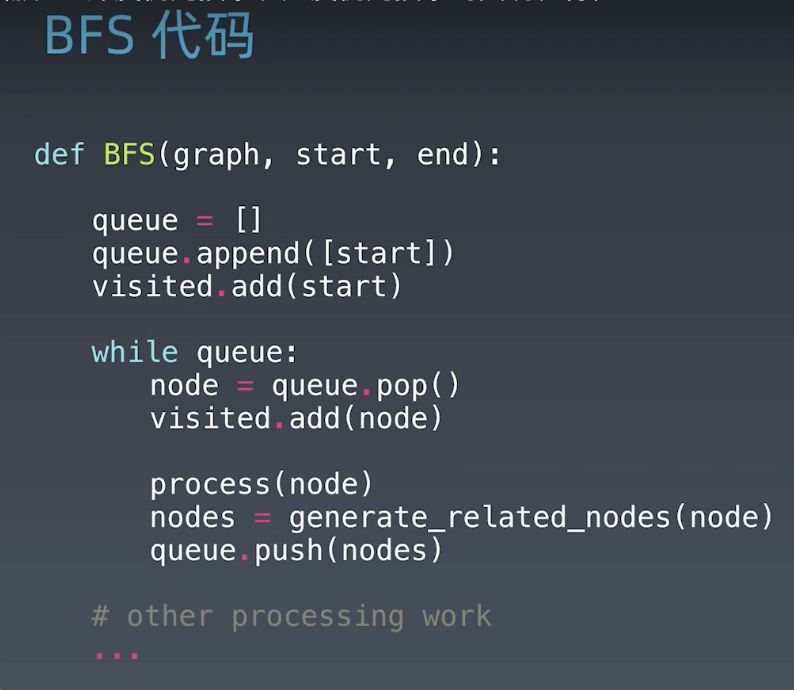 BFS 代码
def BFS(graph, start, end):
queue = []
queue.append([start])
visited.add(start)
while queue:
node = queue.pop()
visited.add(node)
process(node)
nodes = generate_related_nodes(node)
queue.push(nodes)
# other processing work
...